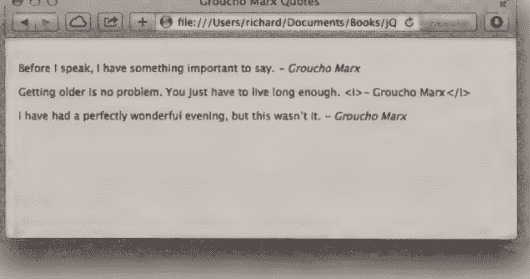 Groucho Marx Quotes
file:///Users/richard/Documents/Books/jQ
Before I speak, I have something important to say. – Groucho Marx
Getting older is no problem. You just have to live long enough. <i>- Groucho Marx</i>
I have had a perfectly wonderful evening, but this wasn't it. – Groucho Marx